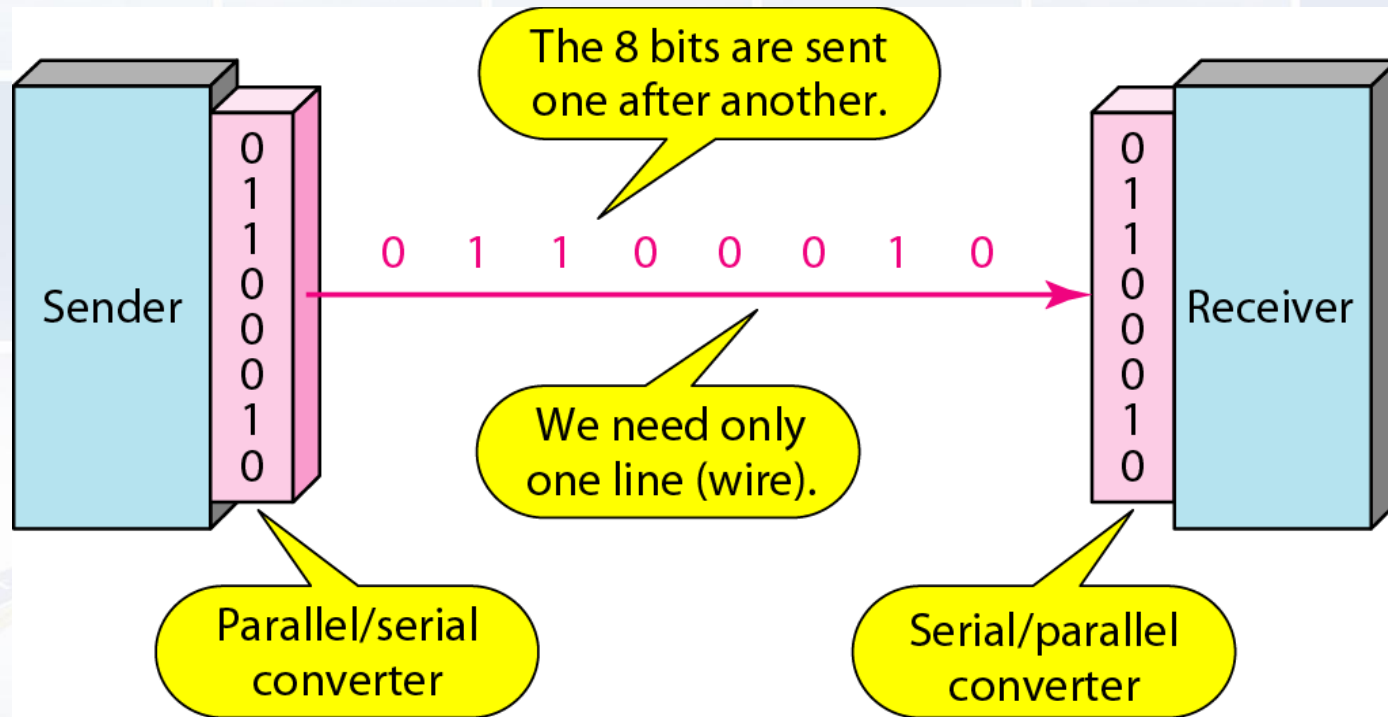 The 8 bits are sent
one after another.
0
1
1
0
0
0
1
0
0 1 1 0 0 0 1 0
0
1
1
0
0
0
1
0
Sender
Receiver
We need only
one line (wire).
Parallel/serial
converter
Serial/parallel
converter